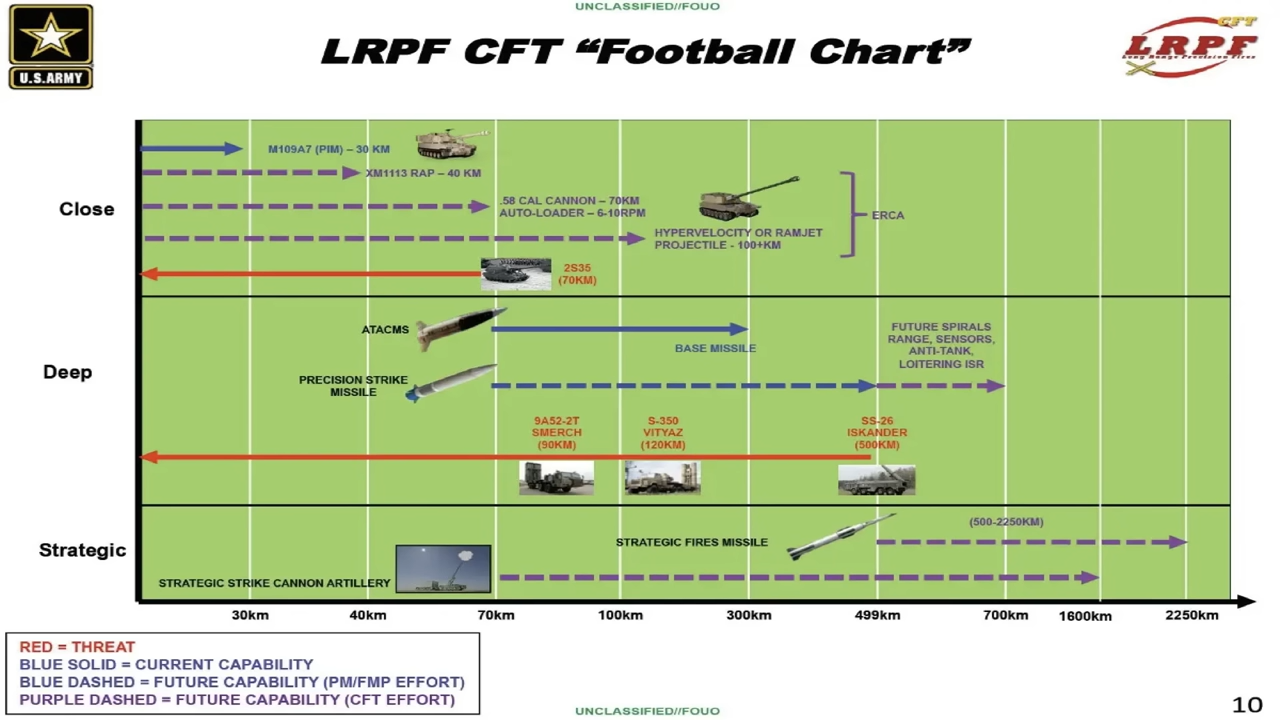 UNCLASSIFIED//FOUO
LRPF CFT “Football Chart”
U.S.ARMY
CFT
LRPF
Long Range Precision Fires
Close
M109A7 (PIM) – 30 KM
XM1113 RAP – 40 KM
.58 CAL CANNON – 70KM
AUTO-LOADER – 6-10RPM
HYPERVELOCITY OR RAMJET
PROJECTILE - 100+KM
ERCA
2S35
(70KM)
Deep
ATACMS
BASE MISSILE
PRECISION STRIKE
MISSILE
FUTURE SPIRALS
RANGE, SENSORS,
ANTI-TANK,
LOITERING ISR
9A52-2T
SMERCH
(90KM)
S-350
VITYAZ
(120KM)
SS-26
ISKANDER
(500KM)
Strategic
STRATEGIC FIRES MISSILE
(500-2250KM)
STRATEGIC STRIKE CANNON ARTILLERY
30km
40km
70km
100km
300km
499km
700km
1600km
2250km
RED = THREAT
BLUE SOLID = CURRENT CAPABILITY
BLUE DASHED = FUTURE CAPABILITY (PM/FMP EFFORT)
PURPLE DASHED = FUTURE CAPABILITY (CFT EFFORT)
UNCLASSIFIED//FOUO
10